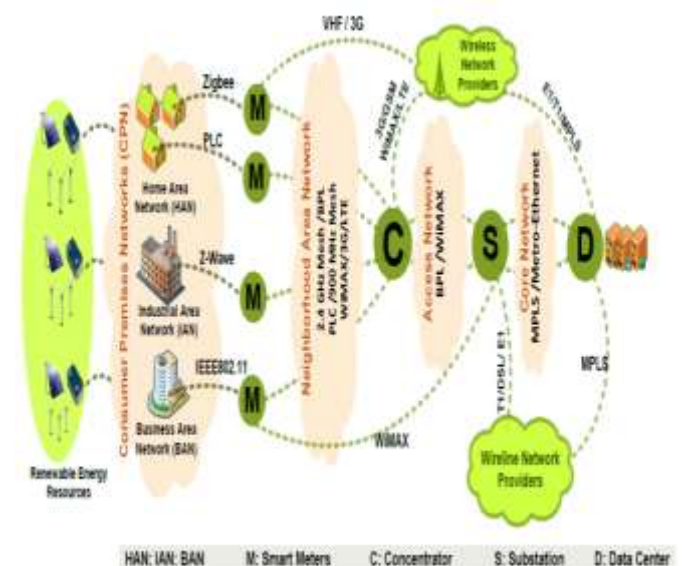 VHF / 3G
Wireless
Network
Providers
Zigbee
3G/GSM
WiMAX/LTE
E1/T1/MPLS
Consumer Premises Networks (CPN)
M
PLC
Home Area
Network (HAN)
M
Neighborhood Area Network
2.4 GHz Mesh /BPL
PLC /900 MHz Mesh
WiMAX/3G/LTE
C
Access Network
BPL /WiMAX
S
Core Network
MPLS /Metro-Ethernet
D
Z-Wave
Industrial Area
Network (IAN)
M
IEEE802.11
M
T1/DSL/ E1
MPLS
Business Area
Network (BAN)
WiMAX
Renewable Energy
Resources
Wireline Network
Providers
HAN: IAN: BAN M: Smart Meters C: Concentrator S: Substation D: Data Center